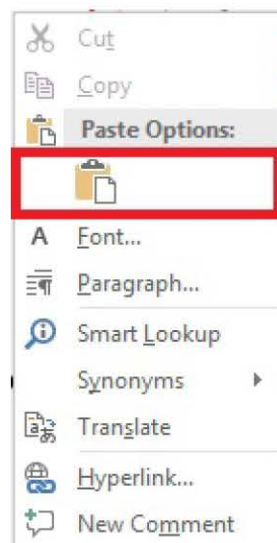 Cut
Copy
Paste Options:
A Font...
Paragraph...
Smart Lookup
Synonyms
Translate
Hyperlink...
New Comment